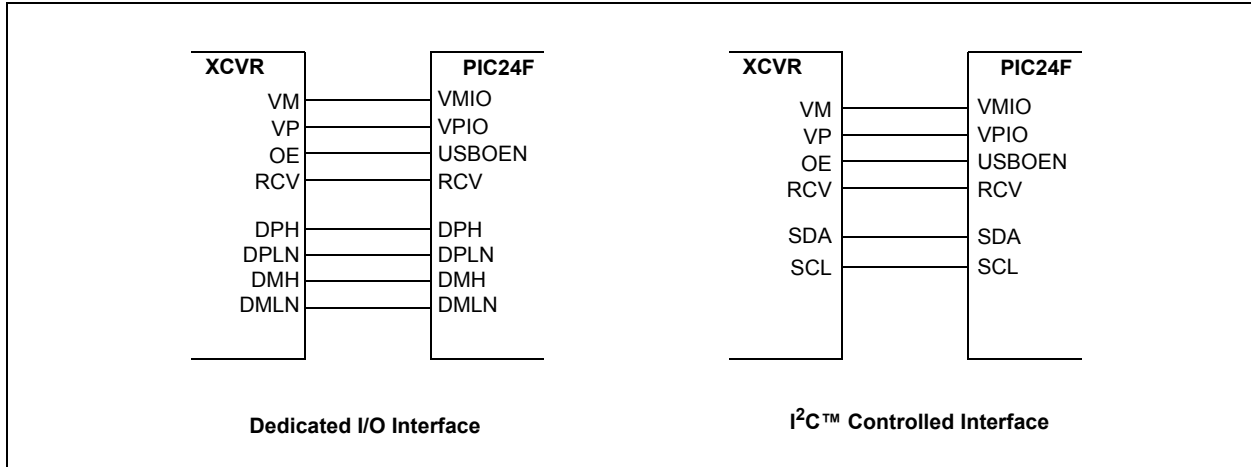 XCVR PIC24F
VM VMIO
VP VPIO
OE USBOEN
RCV RCV
DPH DPH
DPLN DPLN
DMH DMH
DMLN DMLN
Dedicated I/O Interface
XCVR PIC24F
VM VMIO
VP VPIO
OE USBOEN
RCV RCV
SDA SDA
SCL SCL
I²C™ Controlled Interface